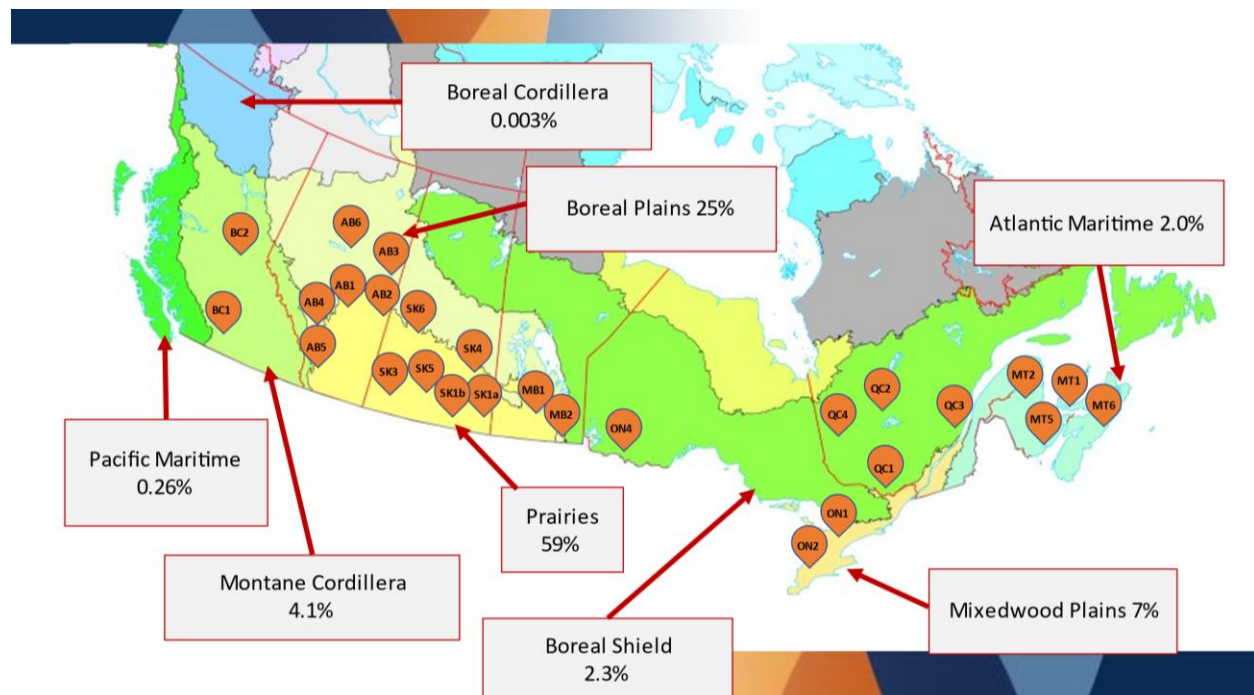 Boreal Cordillera
0.003%
Boreal Plains 25%
Atlantic Maritime 2.0%
BC2
AB6
AB3
BC1
AB4
AB1
AB2
SK6
AB5
SK3
SK5
SK4
SK1b
SK1a
MB1
MB2
ON4
QC4
QC2
QC3
QC1
MT2
MT1
MT5
MT6
ON1
ON2
Pacific Maritime
0.26%
Prairies
59%
Montane Cordillera
4.1%
Boreal Shield
2.3%
Mixedwood Plains 7%